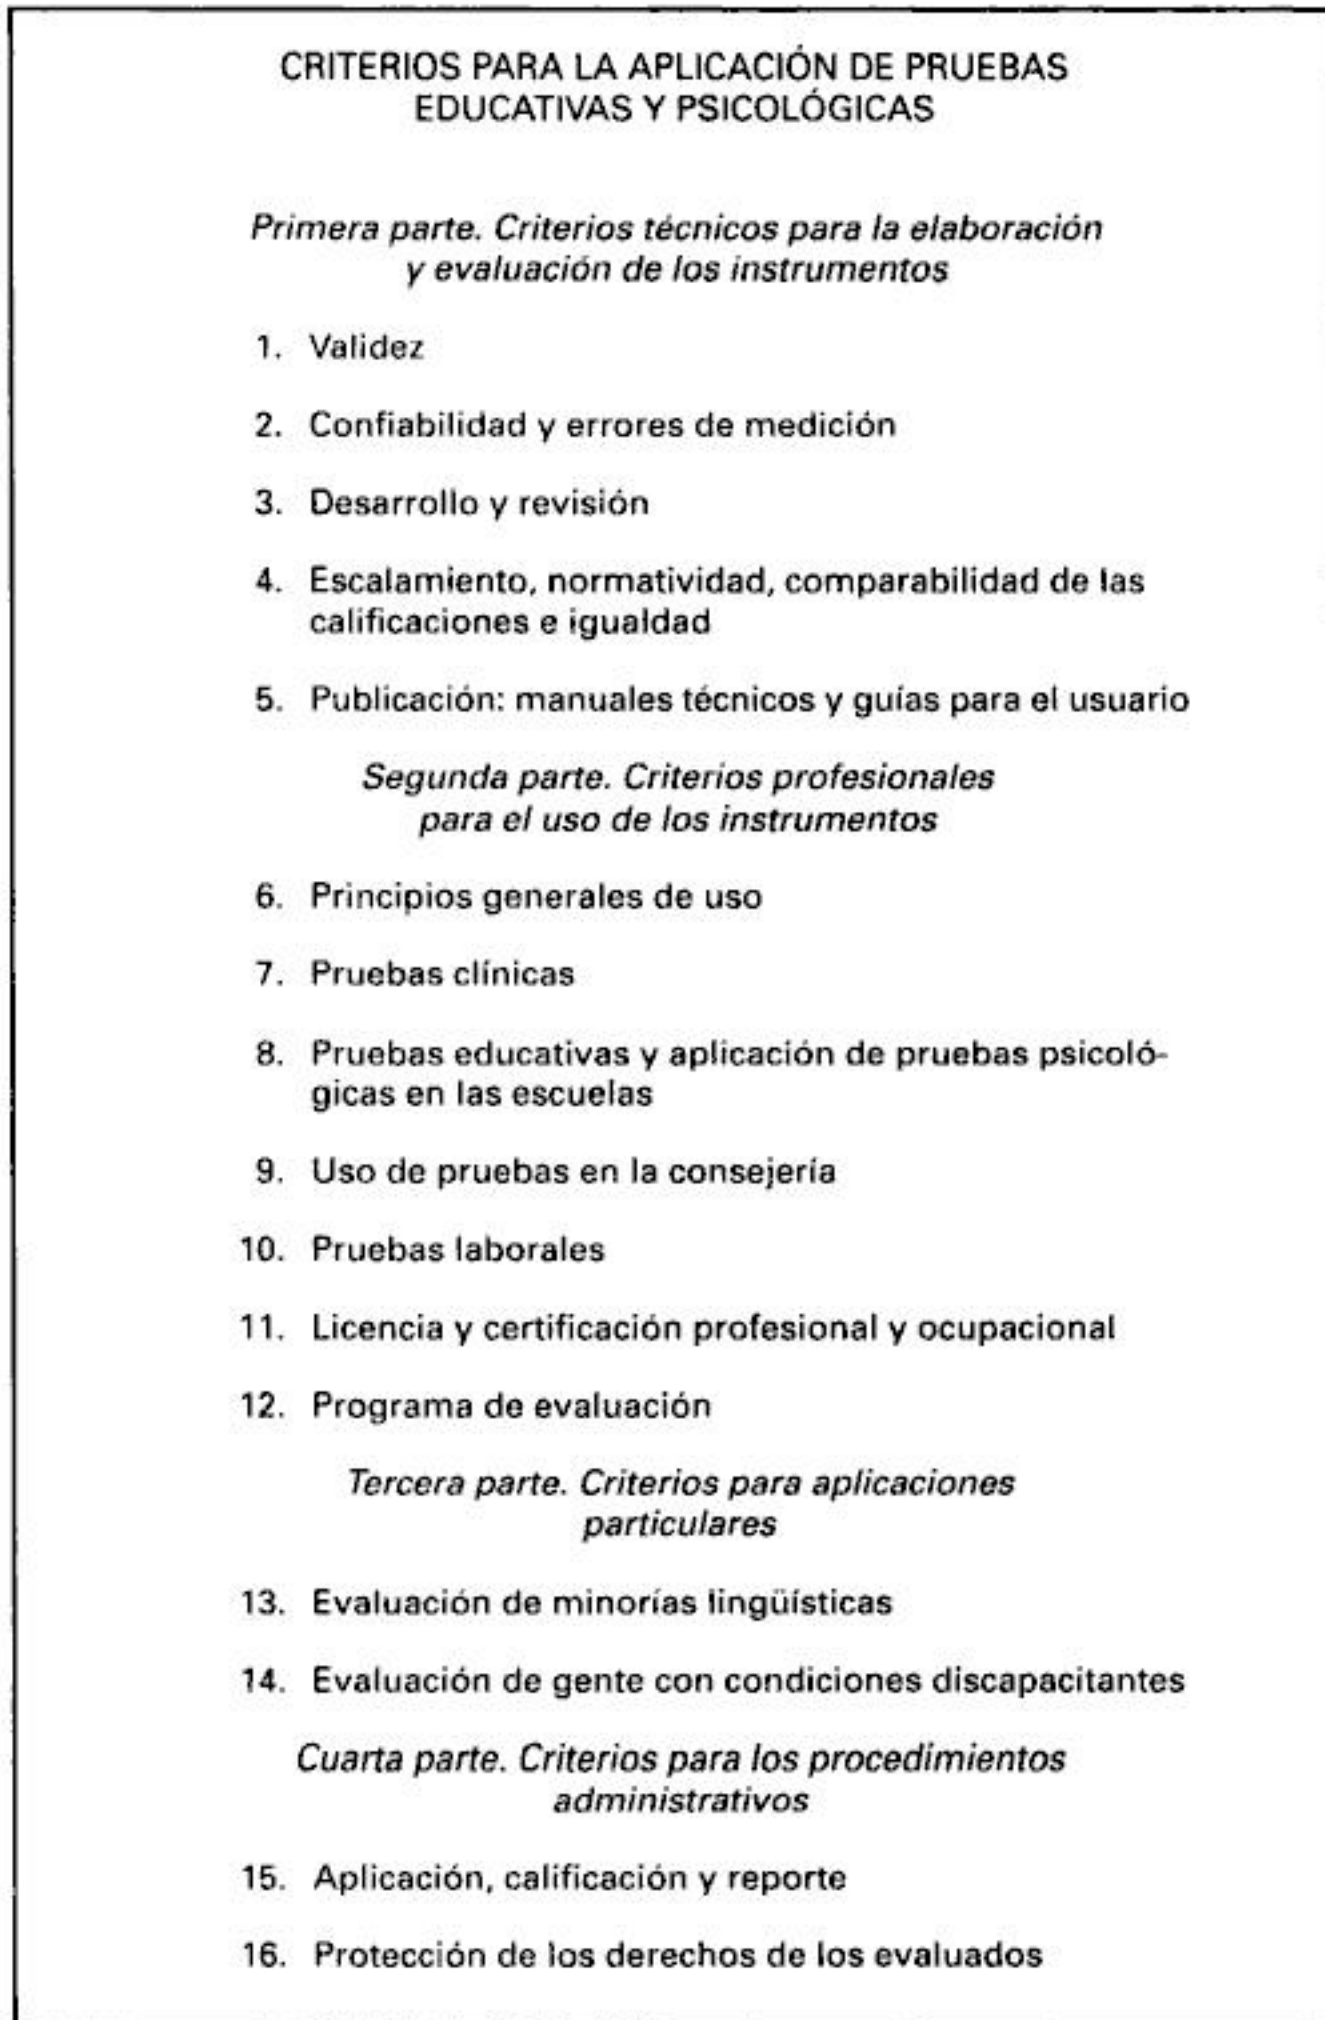 CRITERIOS PARA LA APLICACIÓN DE PRUEBAS
EDUCATIVAS Y PSICOLÓGICAS
Primera parte. Criterios técnicos para la elaboración
y evaluación de los instrumentos
1. Validez
2. Confiabilidad y errores de medición
3. Desarrollo y revisión
4. Escalamiento, normatividad, comparabilidad de las
calificaciones e igualdad
5. Publicación: manuales técnicos y guías para el usuario
Segunda parte. Criterios profesionales
para el uso de los instrumentos
6. Principios generales de uso
7. Pruebas clínicas
8. Pruebas educativas y aplicación de pruebas psicoló-
gicas en las escuelas
9. Uso de pruebas en la consejería
10. Pruebas laborales
11. Licencia y certificación profesional y ocupacional
12. Programa de evaluación
Tercera parte. Criterios para aplicaciones
particulares
13. Evaluación de minorías lingüísticas
14. Evaluación de gente con condiciones discapacitantes
Cuarta parte. Criterios para los procedimientos
administrativos
15. Aplicación, calificación y reporte
16. Protección de los derechos de los evaluados